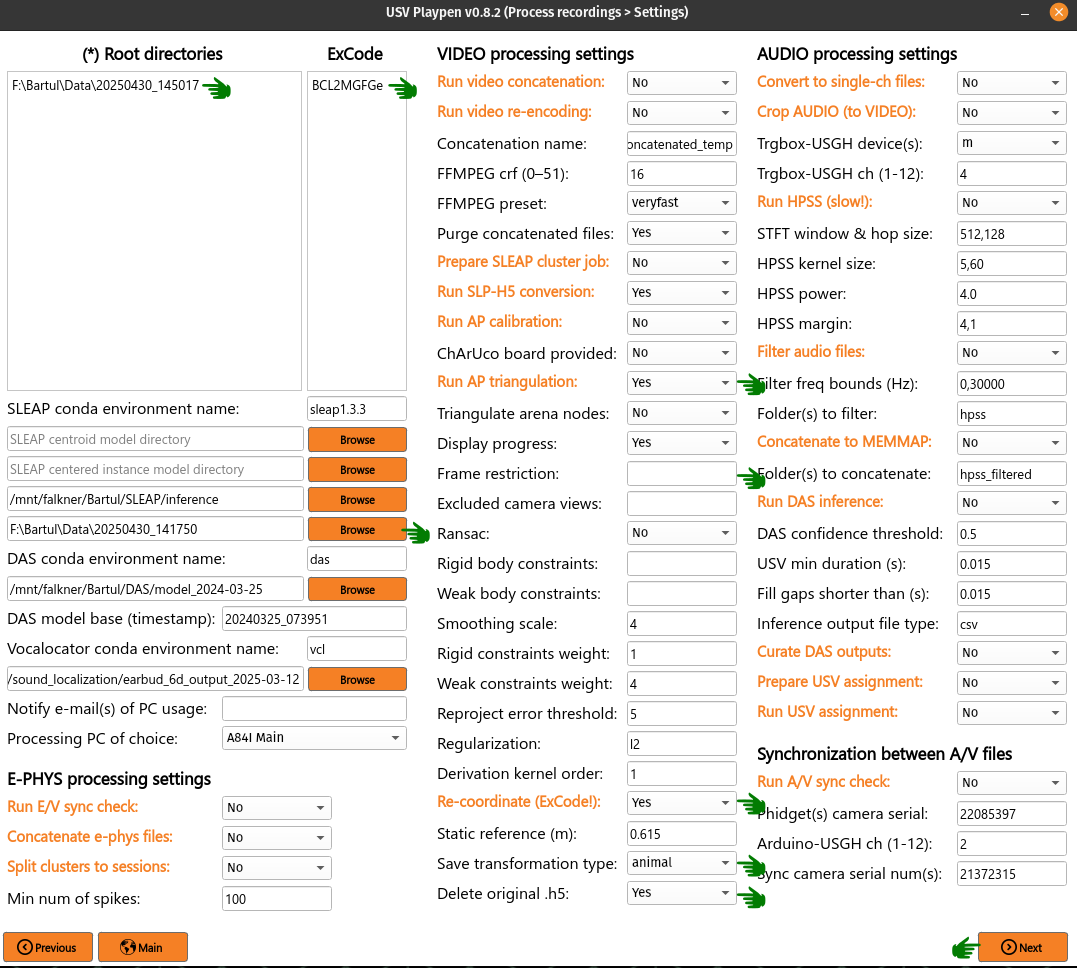 USV Playpen v0.8.2 (Process recordings > Settings)
(*) Root directories
ExCode
F:\Bartul\Data\20250430_145017
BCL2MGFGe
SLEAP conda environment name:
sleap1.3.3
SLEAP centroid model directory
Browse
SLEAP centered instance model directory
Browse
/mnt/falkner/Bartul/SLEAP/inference
Browse
F:\Bartul\Data\20250430_141750
Browse
DAS conda environment name:
das
/mnt/falkner/Bartul/DAS/model_2024-03-25
Browse
DAS model base (timestamp):
20240325_073951
Vocalocator conda environment name:
vcl
/sound_localization/earbud_6d_output_2025-03-12
Browse
Notify e-mail(s) of PC usage:
Processing PC of choice:
A84I Main
E-PHYS processing settings
Run E/V sync check:
No
Concatenate e-phys files:
No
Split clusters to sessions:
No
Min num of spikes:
100
VIDEO processing settings
Run video concatenation:
No
Run video re-encoding:
No
Concatenation name:
oncatenated_temp
FFMPEG crf (0–51):
16
FFMPEG preset:
veryfast
Purge concatenated files:
Yes
Prepare SLEAP cluster job:
No
Run SLP-H5 conversion:
Yes
Run AP calibration:
No
ChArUco board provided:
No
Run AP triangulation:
Yes
Triangulate arena nodes:
No
Display progress:
Yes
Frame restriction:
Excluded camera views:
Ransac:
No
Rigid body constraints:
Weak body constraints:
Smoothing scale:
4
Rigid constraints weight:
1
Weak constraints weight:
4
Reproject error threshold:
5
Regularization:
l2
Derivation kernel order:
1
Re-coordinate (ExCode!):
Yes
Static reference (m):
0.615
Save transformation type:
animal
Delete original .h5:
Yes
AUDIO processing settings
Convert to single-ch files:
No
Crop AUDIO (to VIDEO):
No
Trgbox-USGH device(s):
m
Trgbox-USGH ch (1-12):
4
Run HPSS (slow!):
No
STFT window & hop size:
512,128
HPSS kernel size:
5,60
HPSS power:
4.0
HPSS margin:
4,1
Filter audio files:
No
Filter freq bounds (Hz):
0,30000
Folder(s) to filter:
hpss
Concatenate to MEMMAP:
No
Folder(s) to concatenate:
hpss_filtered
Run DAS inference:
No
DAS confidence threshold:
0.5
USV min duration (s):
0.015
Fill gaps shorter than (s):
0.015
Inference output file type:
csv
Curate DAS outputs:
No
Prepare USV assignment:
No
Run USV assignment:
No
Synchronization between A/V files
Run A/V sync check:
No
Phidget(s) camera serial:
22085397
Arduino-USGH ch (1-12):
2
Sync camera serial num(s):
21372315
Previous
Main
Next